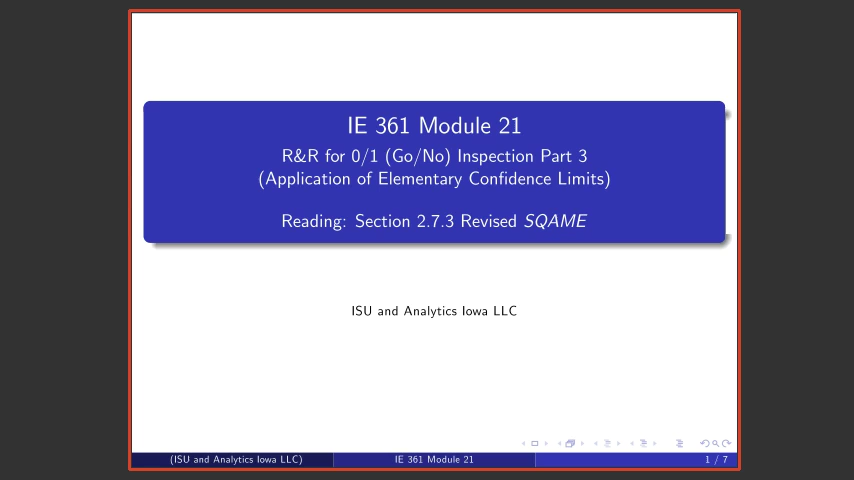 IE 361 Module 21
R&R for 0/1 (Go/No) Inspection Part 3
(Application of Elementary Confidence Limits)
Reading: Section 2.7.3 Revised SQAME
ISU and Analytics Iowa LLC
(ISU and Analytics Iowa LLC) IE 361 Module 21 1 / 7